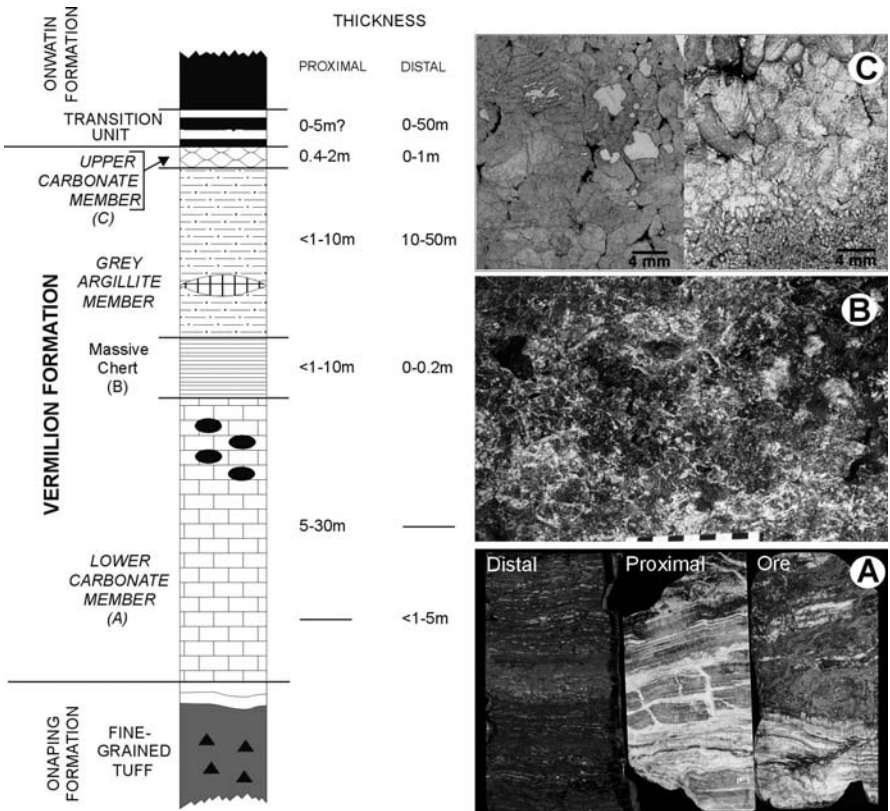 THICKNESS
PROXIMAL
DISTAL
ONWATIN
FORMATION
TRANSITION
UNIT
0-5m?
0-50m
UPPER
CARBONATE
MEMBER
(C)
0.4-2m
0-1m
VERMILION FORMATION
GREY
ARGILLITE
MEMBER
<1-10m
10-50m
Massive
Chert
(B)
<1-10m
0-0.2m
LOWER
CARBONATE
MEMBER
(A)
5-30m
<1-5m
ONAPING
FORMATION
FINE-
GRAINED
TUFF
C
4 mm
4 mm
B
Distal
Proximal
Ore
A